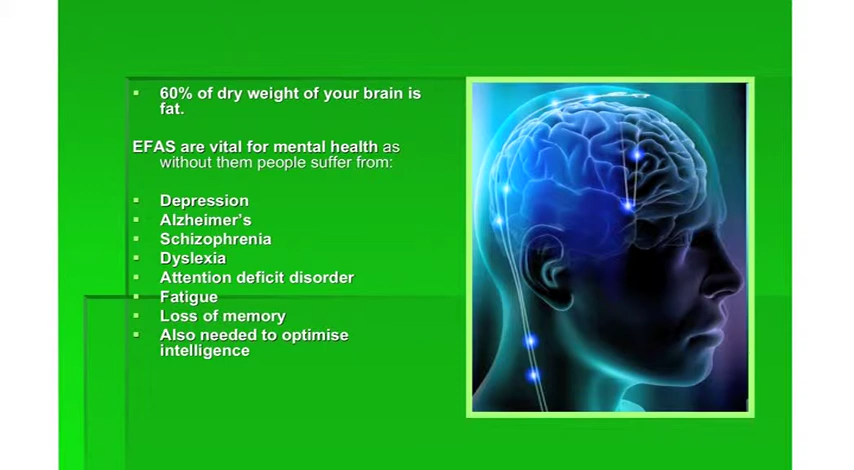 60% of dry weight of your brain is
fat.
EFAS are vital for mental health as
without them people suffer from:
Depression
Alzheimer's
Schizophrenia
Dyslexia
Attention deficit disorder
Fatigue
Loss of memory
Also needed to optimise
intelligence